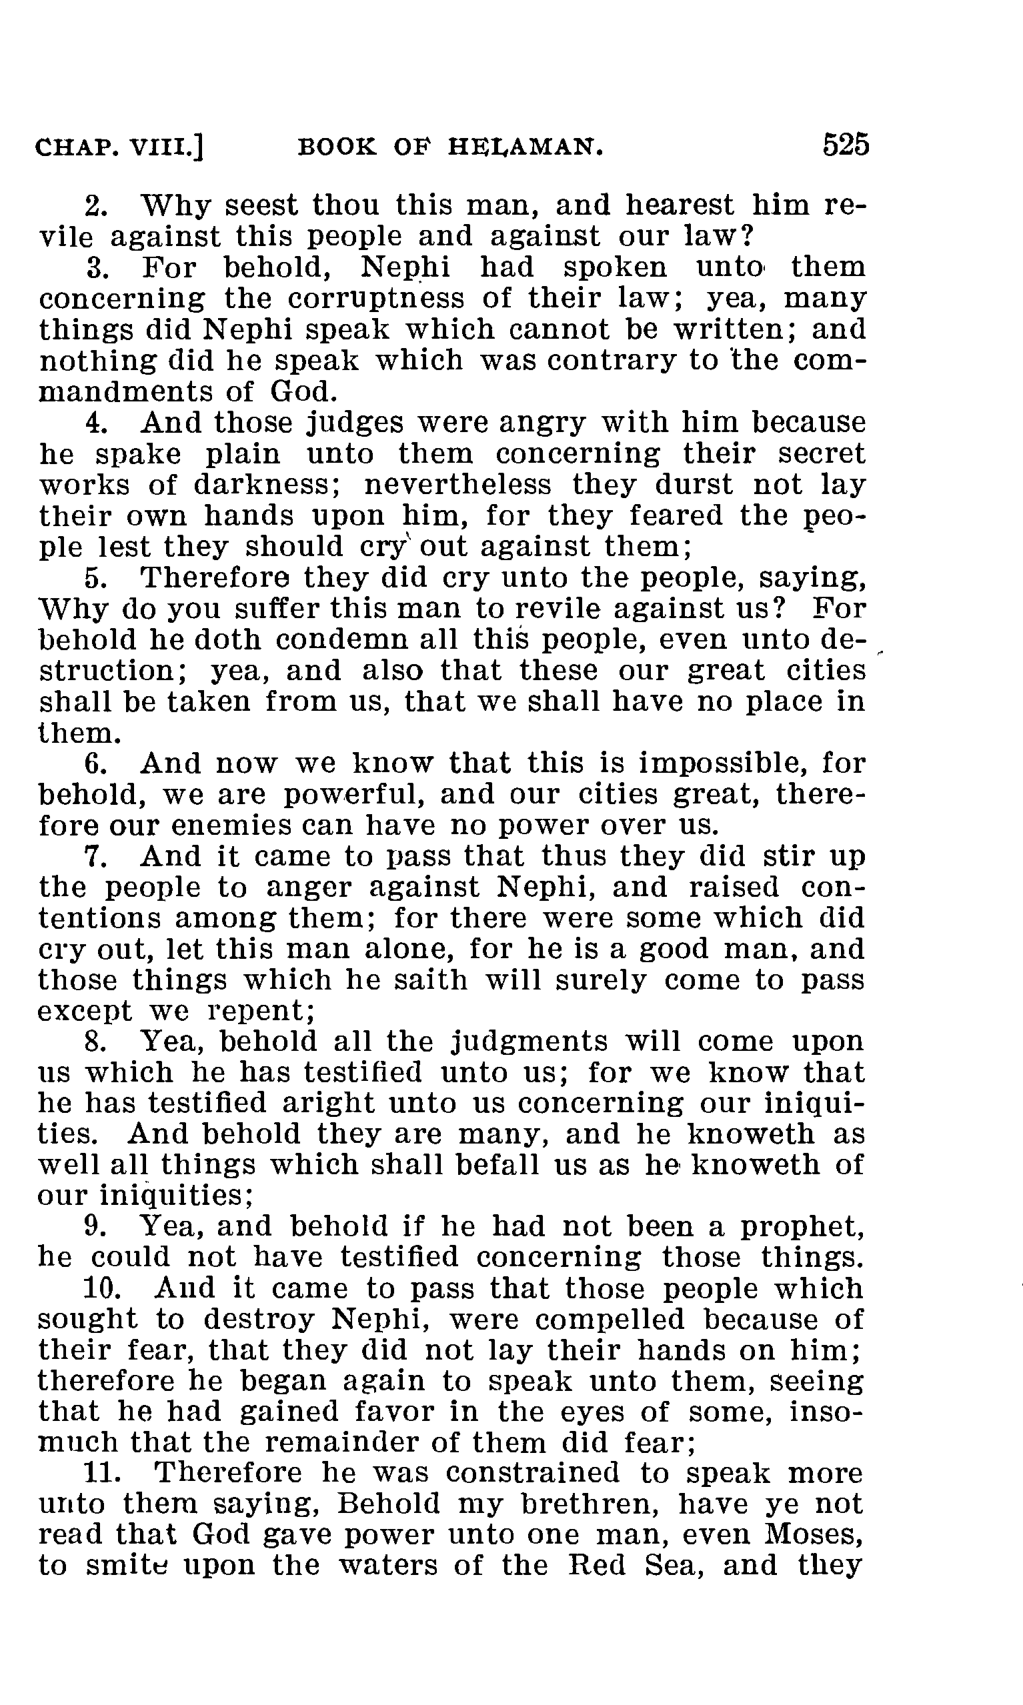 CHAP. VIII.] BOOK OF HELAMAN. 525
2. Why seest thou this man, and hearest him re-
vile against this people and against our law?
3. For behold, Nephi had spoken unto them
concerning the corruptness of their law; yea, many
things did Nephi speak which cannot be written; and
nothing did he speak which was contrary to the com-
mandments of God.
4. And those judges were angry with him because
he spake plain unto them concerning their secret
works of darkness; nevertheless they durst not lay
their own hands upon him, for they feared the peo-
ple lest they should cry out against them;
5. Therefore they did cry unto the people, saying,
Why do you suffer this man to revile against us? For
behold he doth condemn all this people, even unto de-
struction; yea, and also that these our great cities
shall be taken from us, that we shall have no place in
them.
6. And now we know that this is impossible, for
behold, we are powerful, and our cities great, there-
fore our enemies can have no power over us.
7. And it came to pass that thus they did stir up
the people to anger against Nephi, and raised con-
tentions among them; for there were some which did
cry out, let this man alone, for he is a good man, and
those things which he saith will surely come to pass
except we repent;
8. Yea, behold all the judgments will come upon
us which he has testified unto us; for we know that
he has testified aright unto us concerning our iniqui-
ties. And behold they are many, and he knoweth as
well all things which shall befall us as he knoweth of
our iniquities;
9. Yea, and behold if he had not been a prophet,
he could not have testified concerning those things.
10. And it came to pass that those people which
sought to destroy Nephi, were compelled because of
their fear, that they did not lay their hands on him;
therefore he began again to speak unto them, seeing
that he had gained favor in the eyes of some, inso-
much that the remainder of them did fear;
11. Therefore he was constrained to speak more
unto them saying, Behold my brethren, have ye not
read that God gave power unto one man, even Moses,
to smite upon the waters of the Red Sea, and they